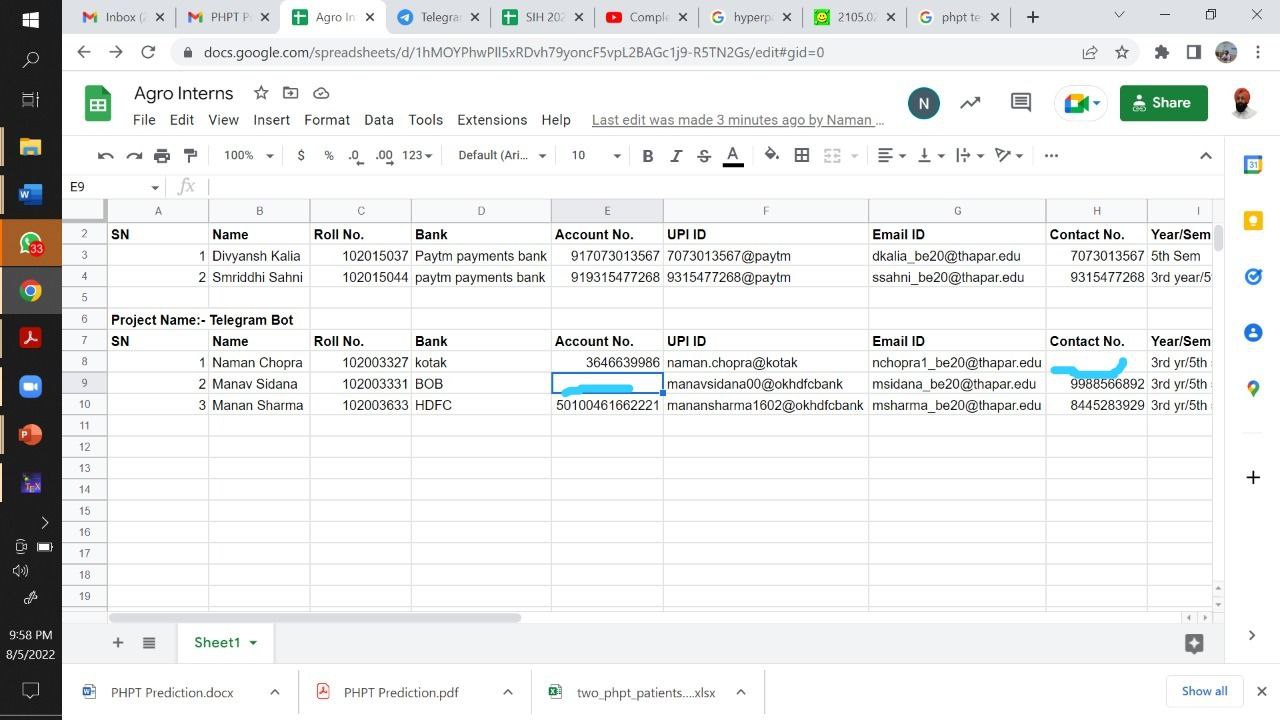 Inbox (2
PHPT P
Agro In
Telegrar
SIH 202
Comple
hyperpa
2105.02
phpt te
docs.google.com/spreadsheets/d/
/edit#gid=0
Agro Interns
N
Share
File Edit View Insert Format Data Tools Extensions Help Last edit was made 3 minutes ago by Naman ...
100% $ % .0 .00 123 Default (Ari... 10 B I S A
E9 fx
A B C D E F G H I
2 SN Name Roll No. Bank Account No. UPI ID Email ID Contact No. Year/Sem
3 1 Divyansh Kalia 102015037 Paytm payments bank 917073013567 7073013567@paytm dkalia_be20@thapar.edu 7073013567 5th Sem
4 2 Smriddhi Sahni 102015044 paytm payments bank 919315477268 9315477268@paytm ssahni_be20@thapar.edu 9315477268 3rd year/5
5
6 Project Name:- Telegram Bot
7 SN Name Roll No. Bank Account No. UPI ID Email ID Contact No. Year/Sem
8 1 Naman Chopra 102003327 kotak 3646639986 naman.chopra@kotak nchopra1_be20@thapar.edu 3rd yr/5th
9 2 Manav Sidana 102003331 BOB manavsidana00@okhdfcbank msidana_be20@thapar.edu 3rd yr/5th
10 3 Manan Sharma 102003633 HDFC 50100461662221 manansharma1602@okhdfcbank msharma_be20@thapar.edu 8445283929 3rd yr/5th
11
12
13
14
15
16
17
18
19
33
31
9:58 PM
8/5/2022
Sheet1
PHPT Prediction.docx
PHPT Prediction.pdf
two_phpt_patients....xlsx
Show all